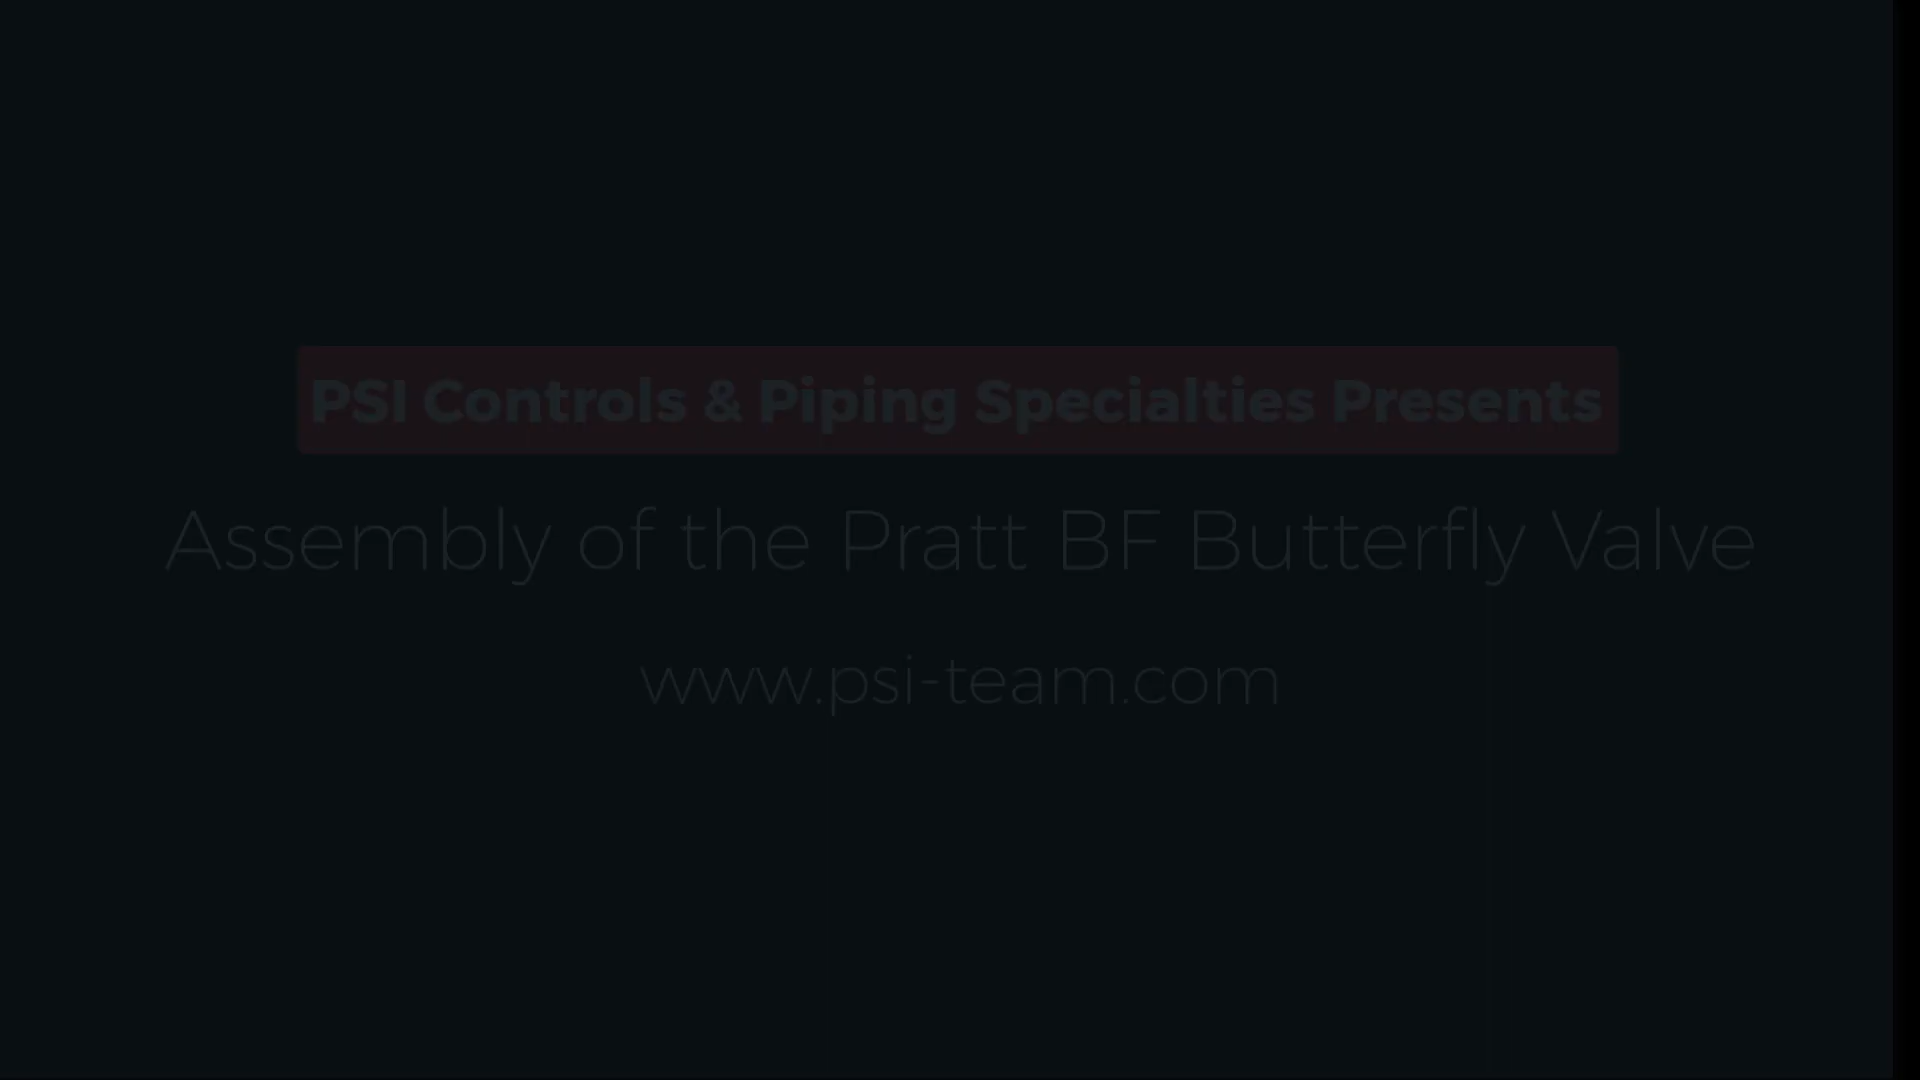 PSI Controls & Piping Specialties Presents
Assembly of the Pratt BF Butterfly Valve
www.psi-team.com